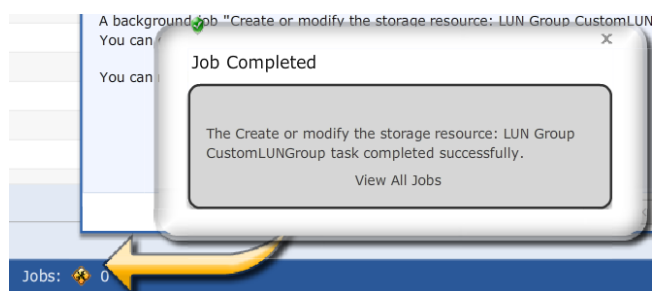 A background job "Create or modify the storage resource: LUN Group CustomLUN
You can
Job Completed
You can
The Create or modify the storage resource: LUN Group
CustomLUNGroup task completed successfully.
View All Jobs
Jobs: 0